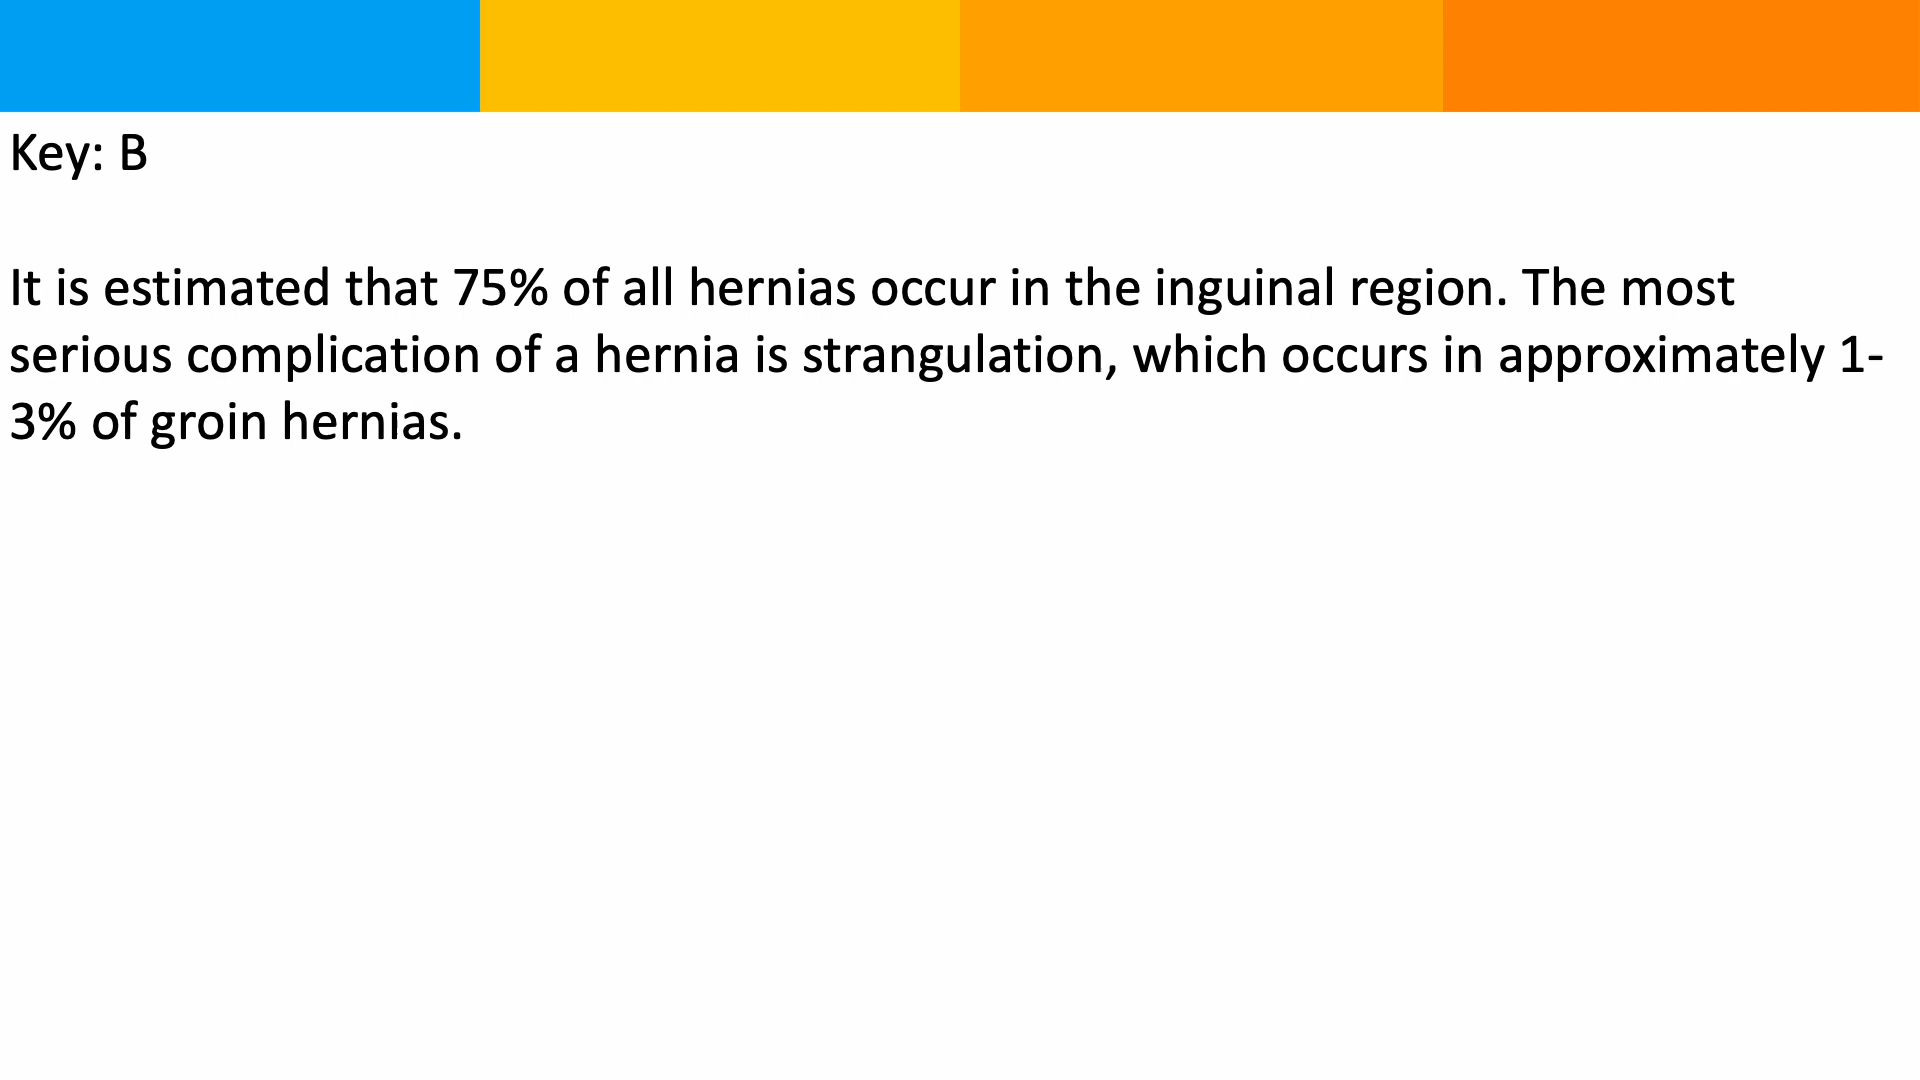 Key: B
It is estimated that 75% of all hernias occur in the inguinal region. The most
serious complication of a hernia is strangulation, which occurs in approximately 1-
3% of groin hernias.